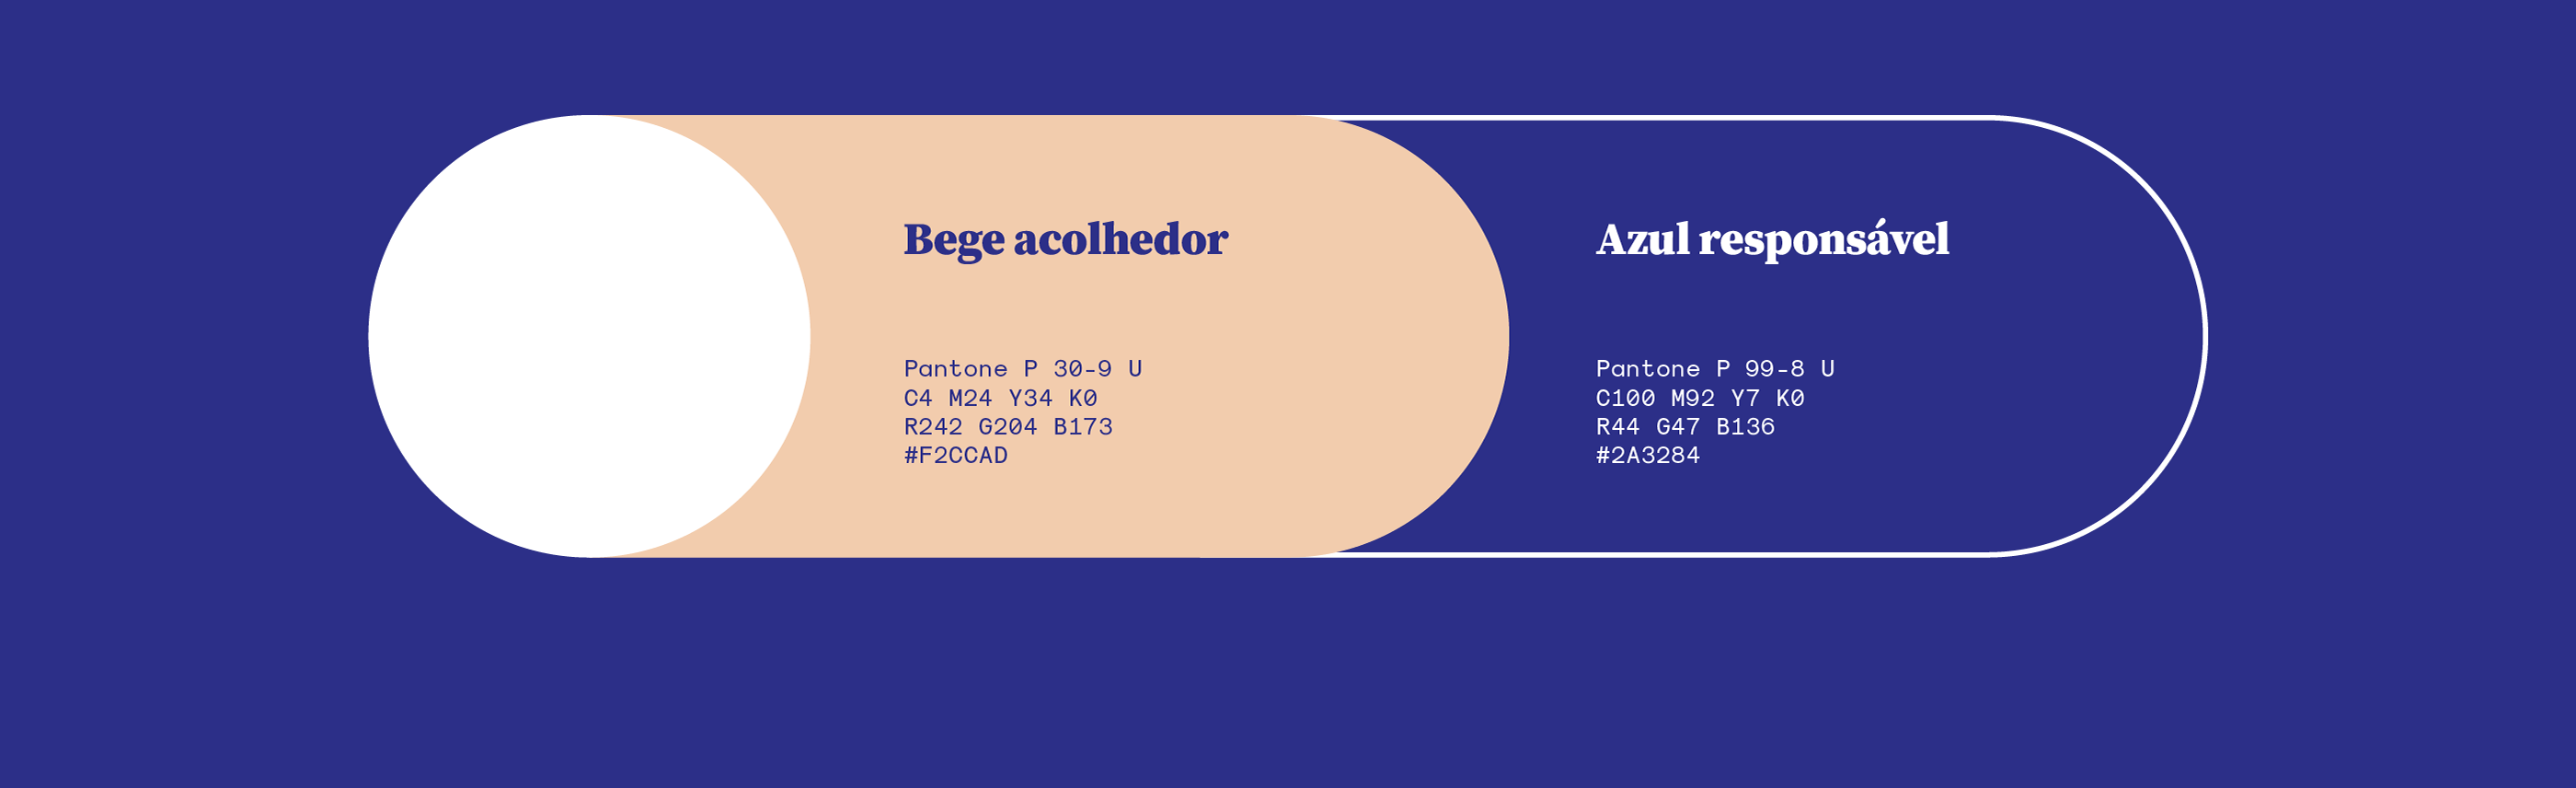 Bege acolhedor
Pantone P 30-9 U
C4 M24 Y34 K0
R242 G204 B173
#F2CCAD
Azul responsável
Pantone P 99-8 U
C100 M92 Y7 K0
R44 G47 B136
#2A3284